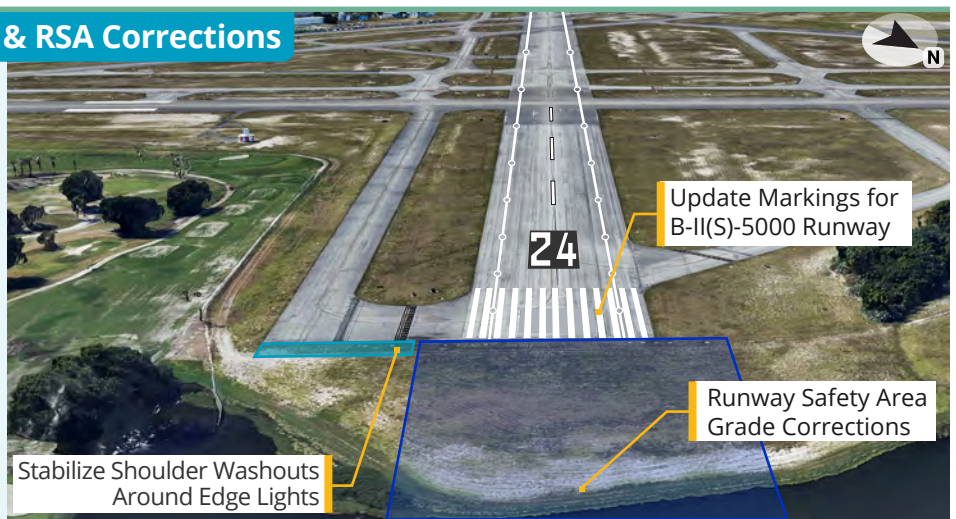 & RSA Corrections
N
Update Markings for
B-II(S)-5000 Runway
24
Runway Safety Area
Grade Corrections
Stabilize Shoulder Washouts
Around Edge Lights